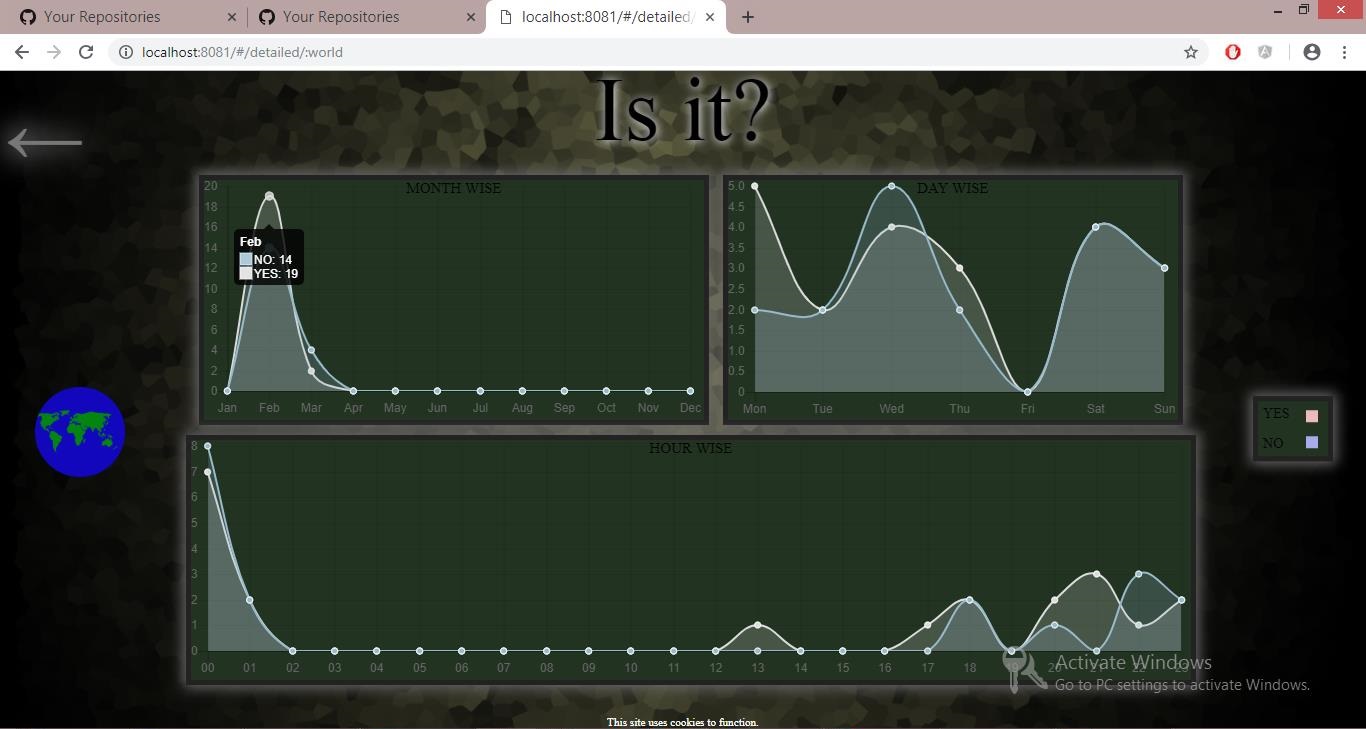 Your Repositories
Your Repositories
localhost:8081/#/detailed/
localhost:8081/#/detailed/:world
Is it?
MONTH WISE
20
18
16
14
12
10
8
6
4
2
0
Jan Feb Mar Apr May Jun Jul Aug Sep Oct Nov Dec
Feb
NO: 14
YES: 19
DAY WISE
5.0
4.5
4.0
3.5
3.0
2.5
2.0
1.5
1.0
0.5
0
Mon Tue Wed Thu Fri Sat Sun
YES
NO
HOUR WISE
8
7
6
5
4
3
2
1
0
00 01 02 03 04 05 06 07 08 09 10 11 12 13 14 15 16 17 18 19 20 21 22 23
Activate Windows
Go to PC settings to activate Windows.
This site uses cookies to function.